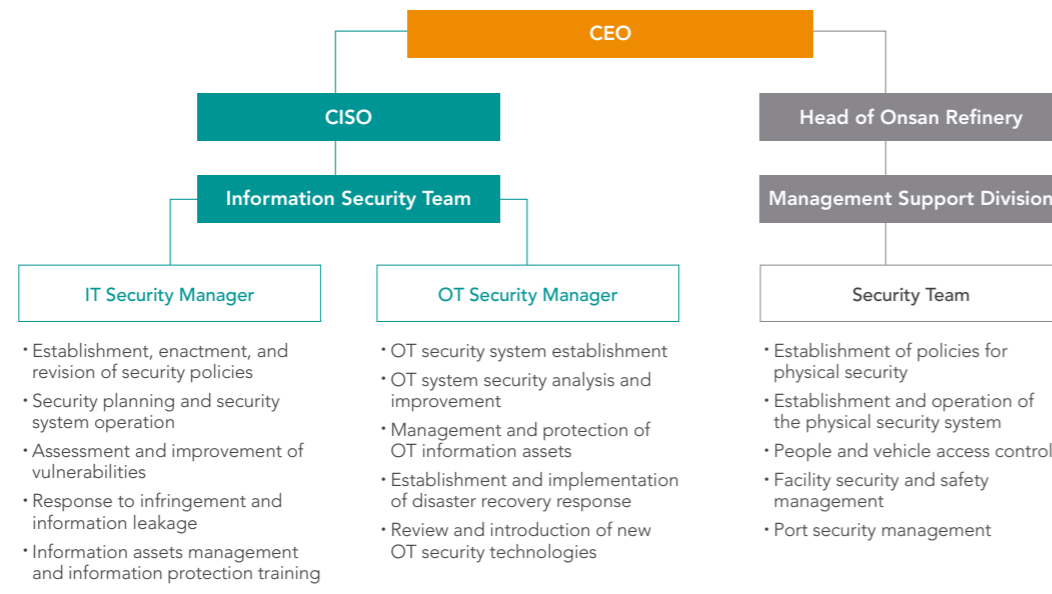 CEO
CISO
Head of Onsan Refinery
Information Security Team
Management Support Division
IT Security Manager
OT Security Manager
Security Team
· Establishment, enactment, and
revision of security policies
· Security planning and security
system operation
· Assessment and improvement of
vulnerabilities
· Response to infringement and
information leakage
· Information assets management
and information protection training
· OT security system establishment
· OT system security analysis and
improvement
· Management and protection of
OT information assets
· Establishment and implementation
of disaster recovery response
· Review and introduction of new
OT security technologies
· Establishment of policies for
physical security
· Establishment and operation of
the physical security system
· People and vehicle access control
· Facility security and safety
management
· Port security management